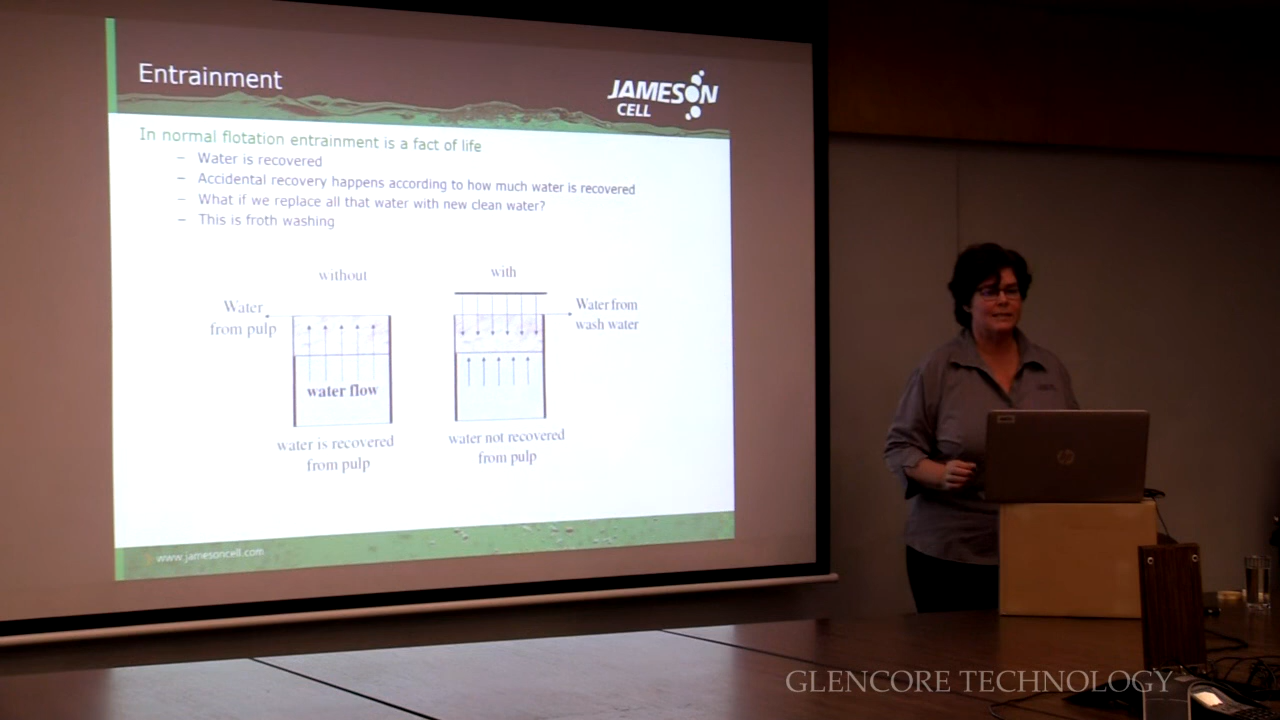 Entrainment
JAMESON
CELL
In normal flotation entrainment is a fact of life
– Water is recovered
– Accidental recovery happens according to how much water is recovered
– What if we replace all that water with new clean water?
– This is froth washing
without
with
Water
from pulp
Water from
wash water
water flow
water is recovered
from pulp
water not recovered
from pulp
www.jamesoncell.com
hp
GLENCORE TECHNOLOGY